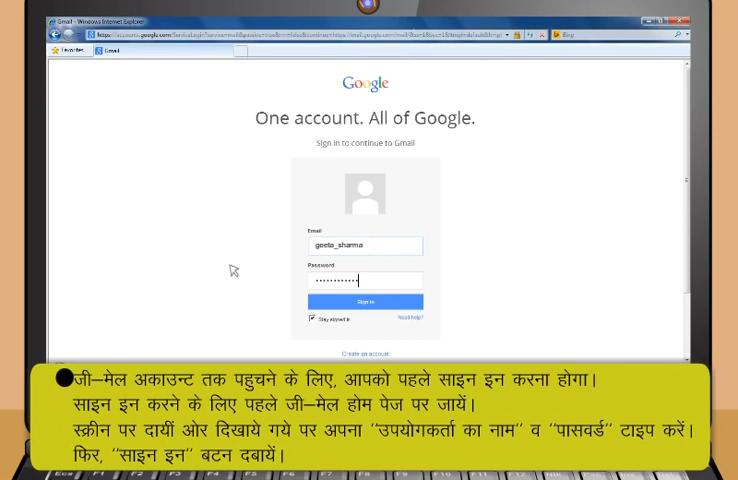 Gmail - Windows Internet Explorer
Favorites
Gmail
Bing
Google
One account. All of Google.
Sign in to continue to Gmail
Email
geeta_sharma
Password
Sign in
Stay signed in
Need help?
Create an account
जी–मेल अकाउन्ट तक पहुचने के लिए, आपको पहले साइन इन करना होगा।
साइन इन करने के लिए पहले जी–मेल होम पेज पर जायें।
स्क्रीन पर दायीं ओर दिखाये गये पर अपना “उपयोगकर्ता का नाम” व “पासवर्ड” टाइप करें।
फिर, “साइन इन” बटन दबायें।